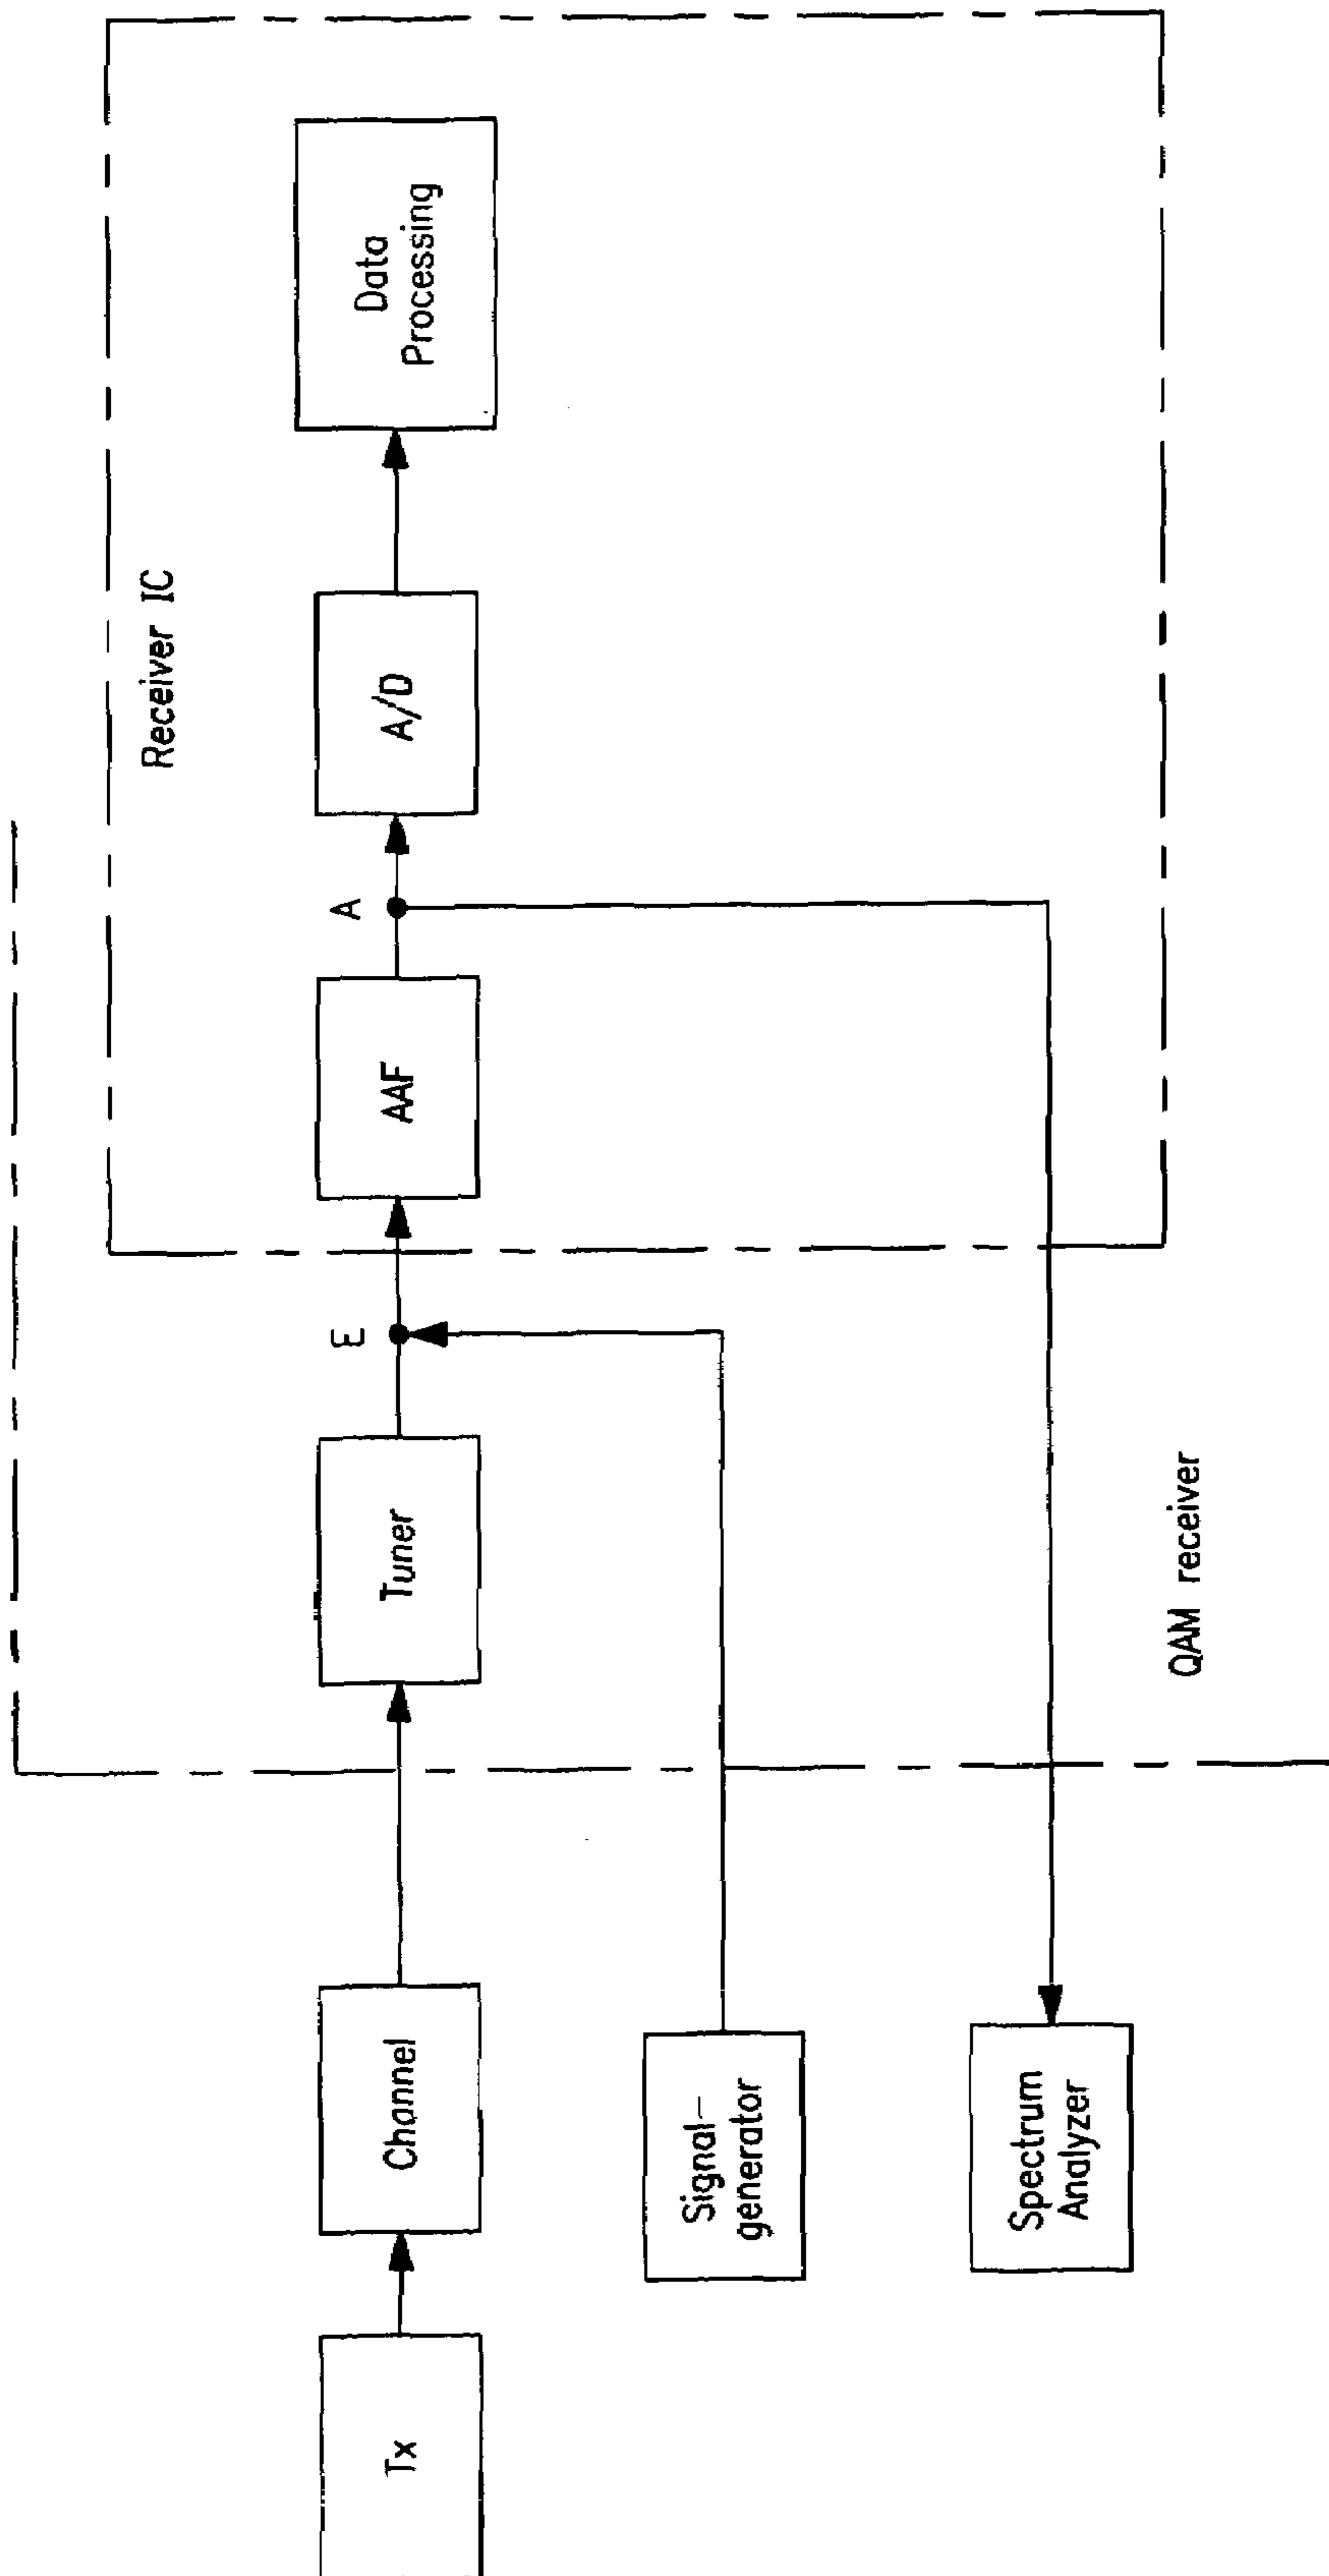 Receiver IC
Tx
Channel
Tuner
E
AAF
A
A/D
Data
Processing
Signal-
generator
Spectrum
Analyzer
QAM receiver